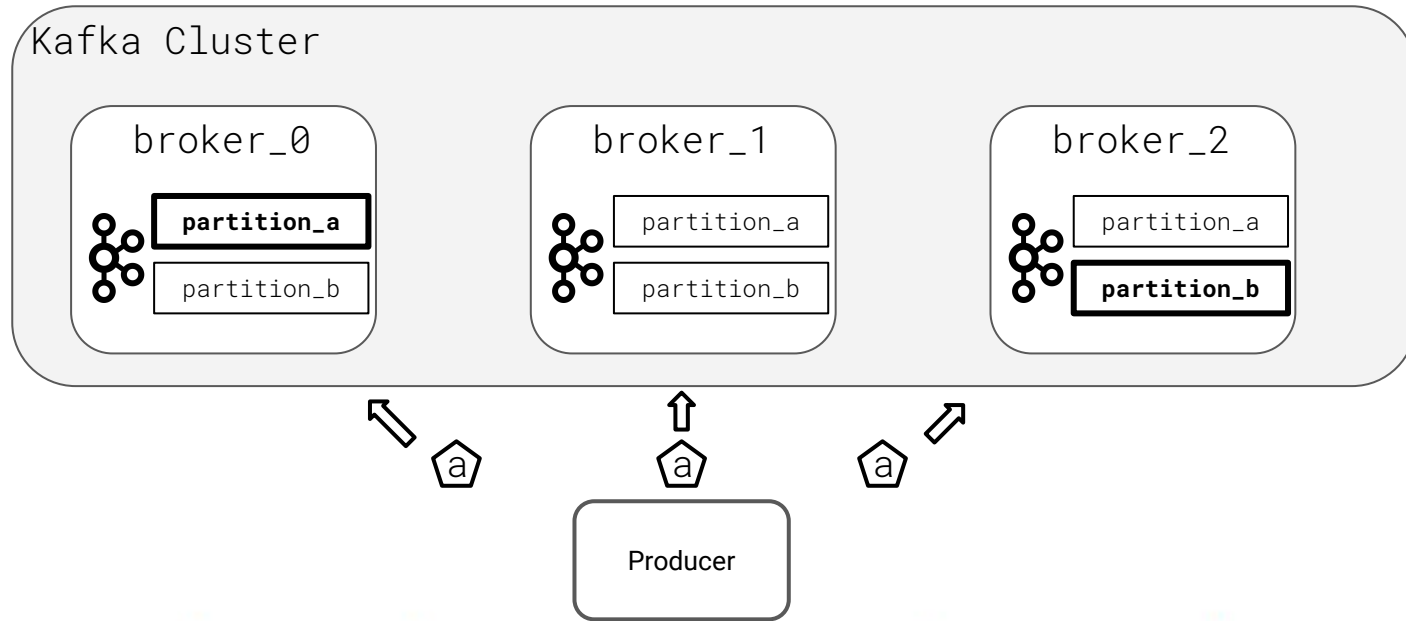 Kafka Cluster
broker_0
partition_a
partition_b
broker_1
partition_a
partition_b
broker_2
partition_a
partition_b
a
a
a
Producer